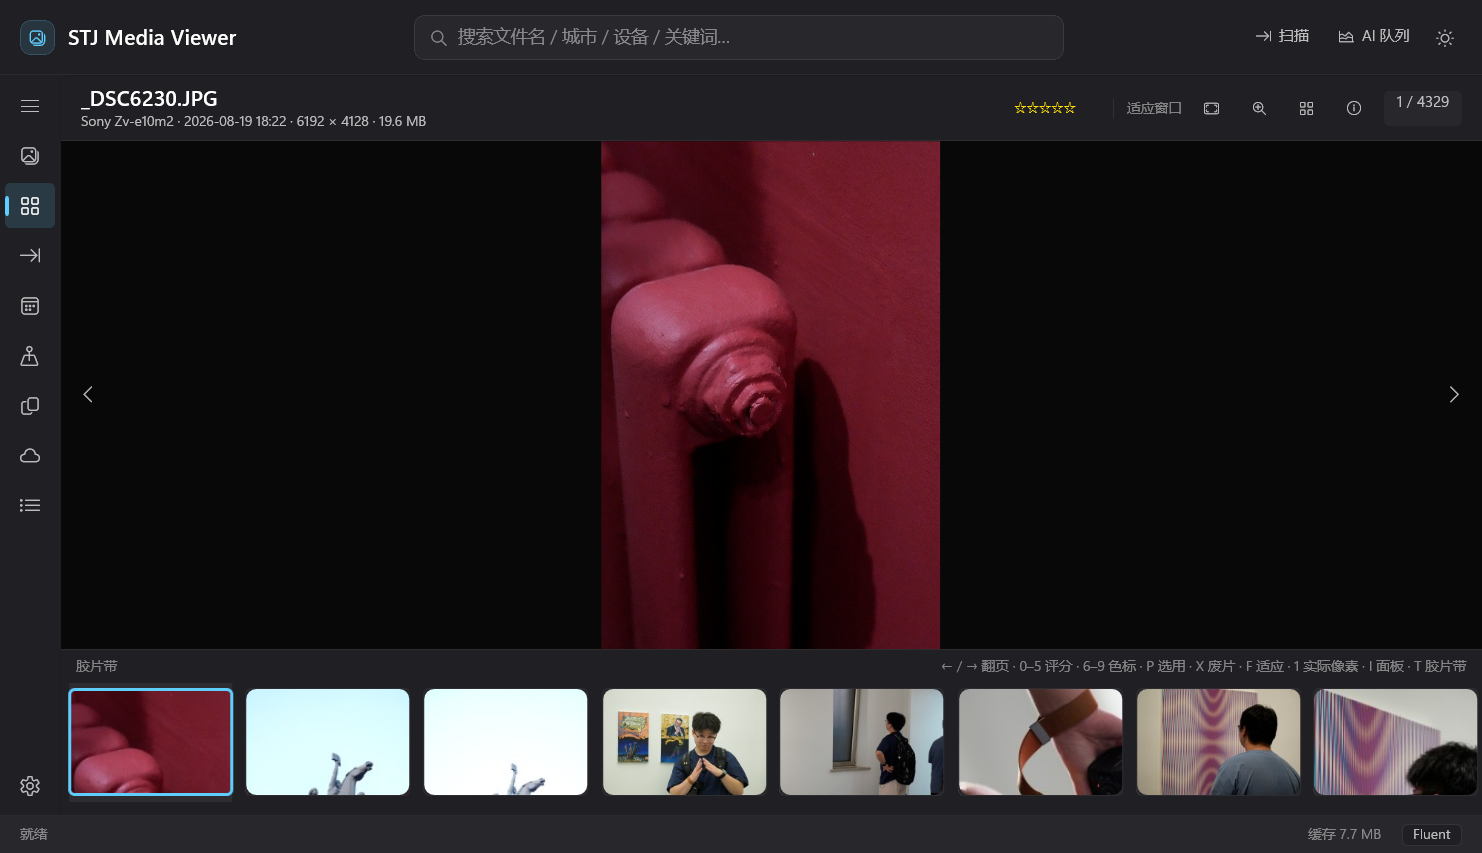 STJ Media Viewer
搜索文件名 / 城市 / 设备 / 关键词...
扫描
AI 队列
_DSC6230.JPG
Sony Zv-e10m2 · 2026-08-19 18:22 · 6192 × 4128 · 19.6 MB
☆☆☆☆☆
适应窗口
1 / 4329
胶片带
← / → 翻页 · 0–5 评分 · 6–9 色标 · P 选用 · X 废片 · F 适应 · 1 实际像素 · I 面板 · T 胶片带
就绪
缓存 7.7 MB
Fluent